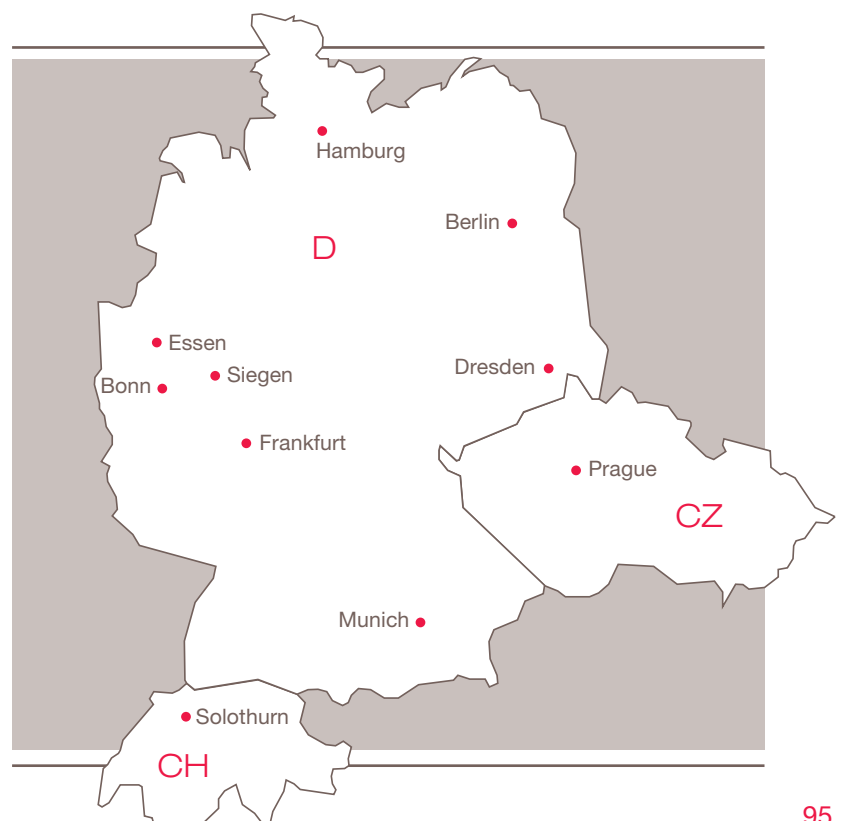 Hamburg
Berlin
D
Essen
Dresden
Siegen
Bonn
Frankfurt
Prague
CZ
Munich
Solothurn
CH
95